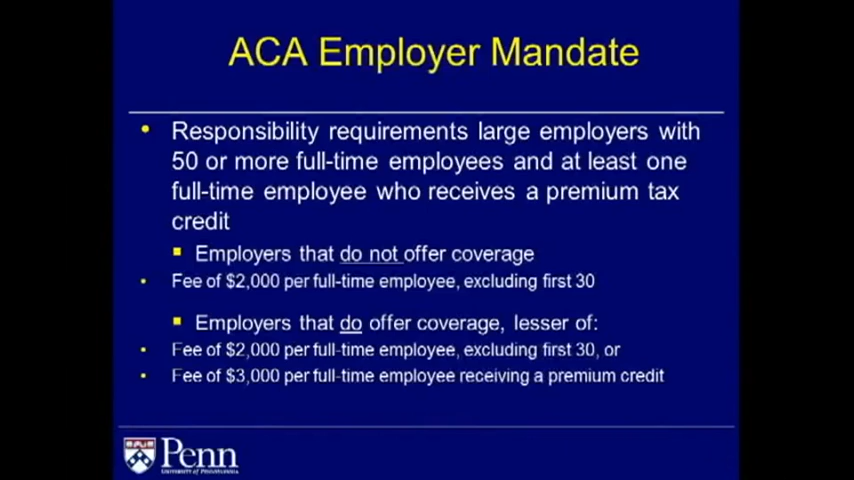 ACA Employer Mandate
Responsibility requirements large employers with
50 or more full-time employees and at least one
full-time employee who receives a premium tax
credit
Employers that do not offer coverage
Fee of $2,000 per full-time employee, excluding first 30
Employers that do offer coverage, lesser of:
Fee of $2,000 per full-time employee, excluding first 30, or
Fee of $3,000 per full-time employee receiving a premium credit
Penn
UNIVERSITY OF PENNSYLVANIA